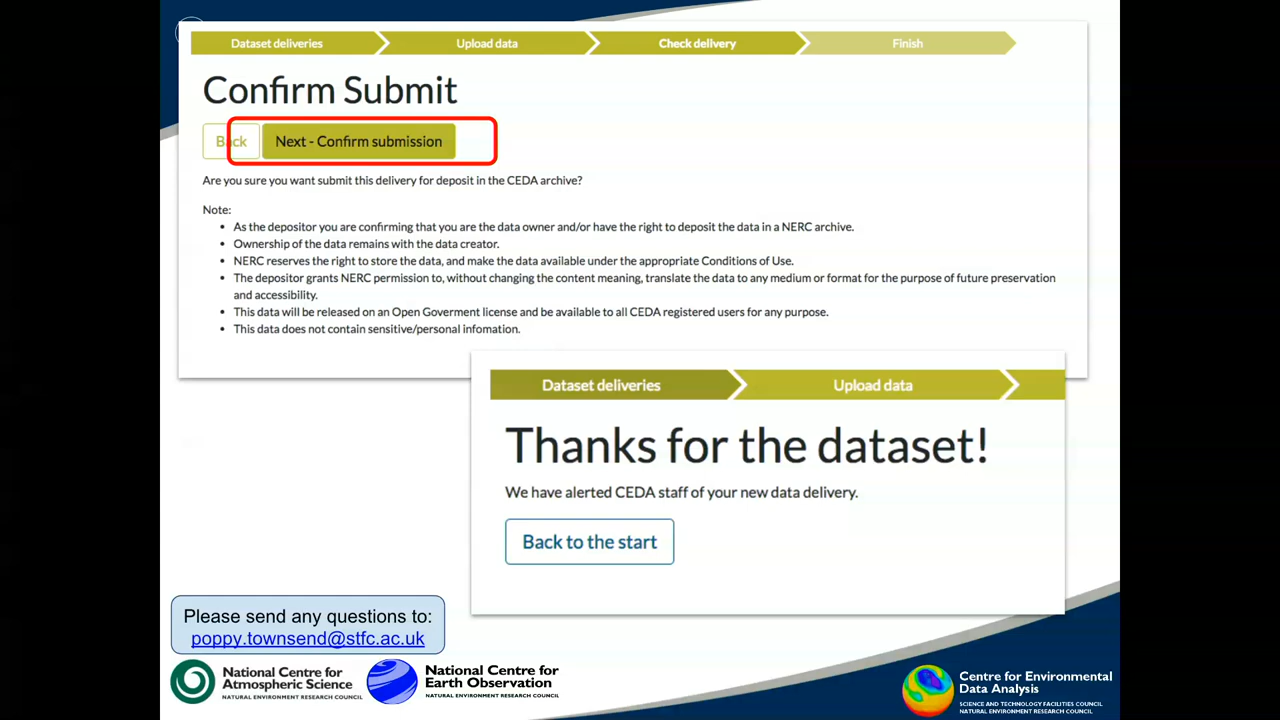 Dataset deliveries
Upload data
Check delivery
Finish
Confirm Submit
Back
Next - Confirm submission
Are you sure you want submit this delivery for deposit in the CEDA archive?
Note:
• As the depositor you are confirming that you are the data owner and/or have the right to deposit the data in a NERC archive.
• Ownership of the data remains with the data creator.
• NERC reserves the right to store the data, and make the data available under the appropriate Conditions of Use.
• The depositor grants NERC permission to, without changing the content meaning, translate the data to any medium or format for the purpose of future preservation
and accessibility.
• This data will be released on an Open Goverment license and be available to all CEDA registered users for any purpose.
• This data does not contain sensitive/personal infomation.
Dataset deliveries
Upload data
Thanks for the dataset!
We have alerted CEDA staff of your new data delivery.
Back to the start
Please send any questions to:
poppy.townsend@stfc.ac.uk
National Centre for
Atmospheric Science
NATURAL ENVIRONMENT RESEARCH COUNCIL
National Centre for
Earth Observation
NATURAL ENVIRONMENT RESEARCH COUNCIL
Centre for Environmental
Data Analysis
SCIENCE AND TECHNOLOGY FACILITIES COUNCIL
NATURAL ENVIRONMENT RESEARCH COUNCIL